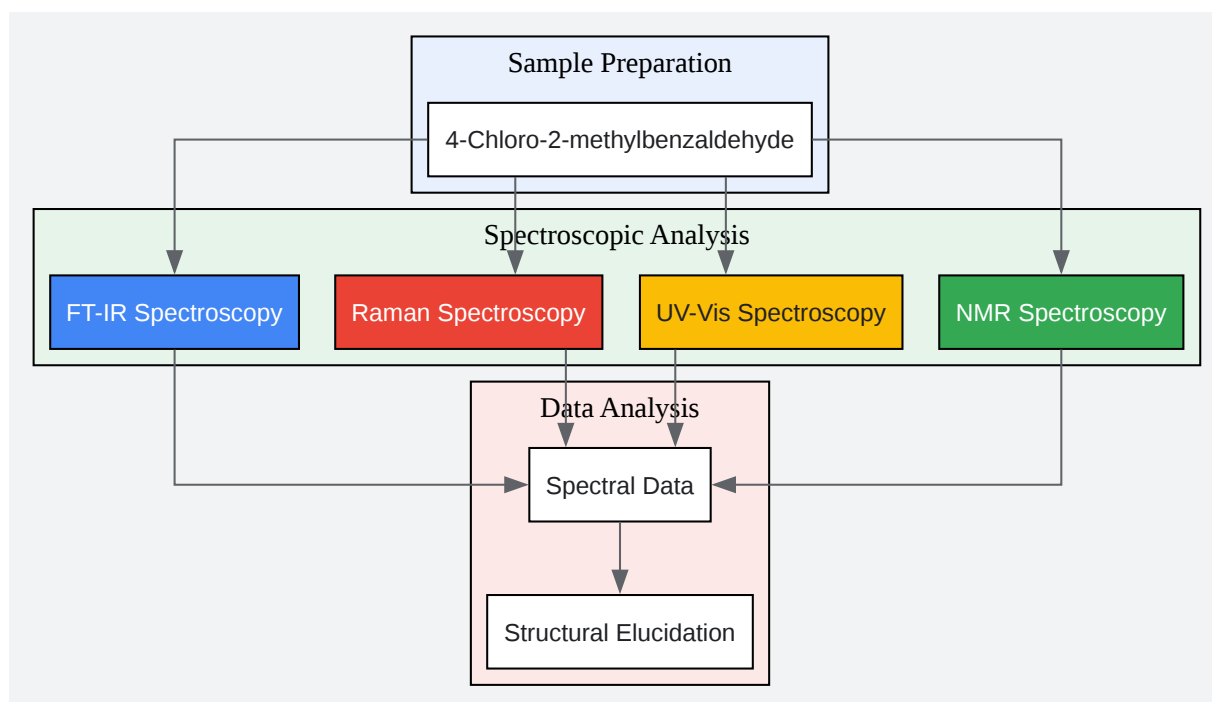 Sample Preparation
4-Chloro-2-methylbenzaldehyde
Spectroscopic Analysis
FT-IR Spectroscopy
Raman Spectroscopy
UV-Vis Spectroscopy
NMR Spectroscopy
Data Analysis
Spectral Data
Structural Elucidation